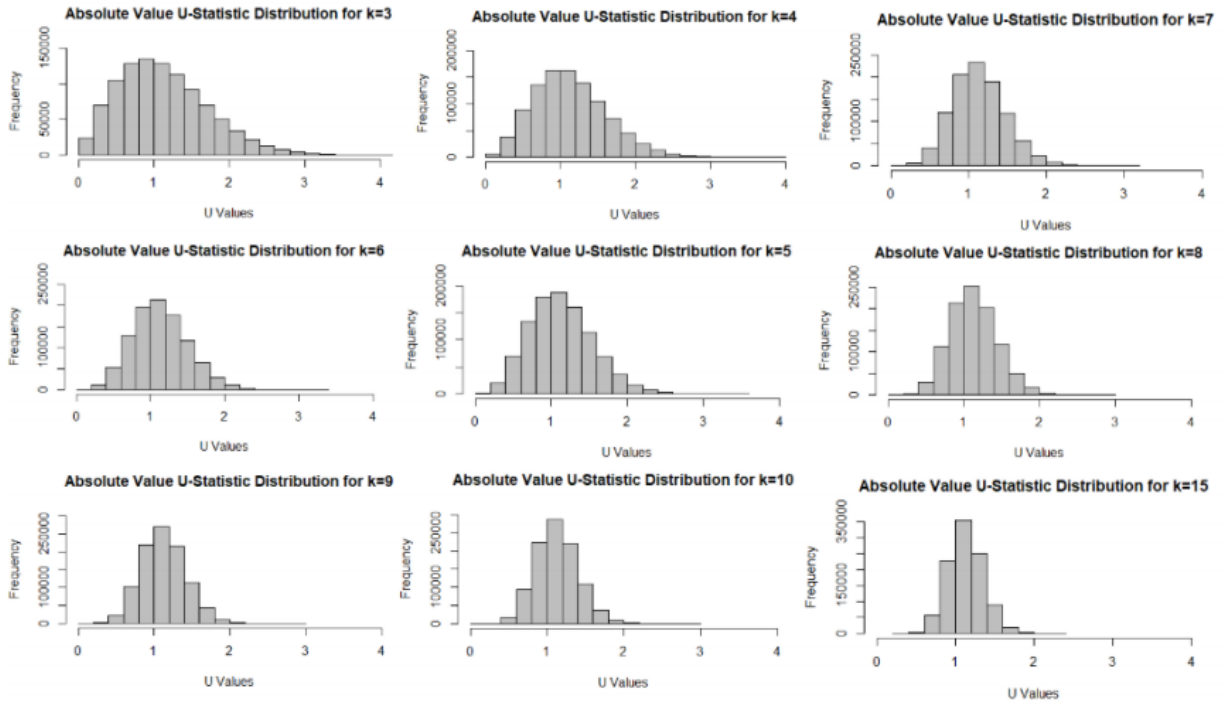 Absolute Value U-Statistic Distribution for k=3
Frequency
0 50000 150000
0 1 2 3 4
U Values
Absolute Value U-Statistic Distribution for k=4
Frequency
0 100000 200000
0 1 2 3 4
U Values
Absolute Value U-Statistic Distribution for k=7
Frequency
0 100000 250000
0 1 2 3 4
U Values
Absolute Value U-Statistic Distribution for k=6
Frequency
0 100000 250000
0 1 2 3 4
U Values
Absolute Value U-Statistic Distribution for k=5
Frequency
0 100000 200000
0 1 2 3 4
U Values
Absolute Value U-Statistic Distribution for k=8
Frequency
0 100000 250000
0 1 2 3 4
U Values
Absolute Value U-Statistic Distribution for k=9
Frequency
0 100000 250000
0 1 2 3 4
U Values
Absolute Value U-Statistic Distribution for k=10
Frequency
0 100000 250000
0 1 2 3 4
U Values
Absolute Value U-Statistic Distribution for k=15
Frequency
0 150000 350000
0 1 2 3 4
U Values